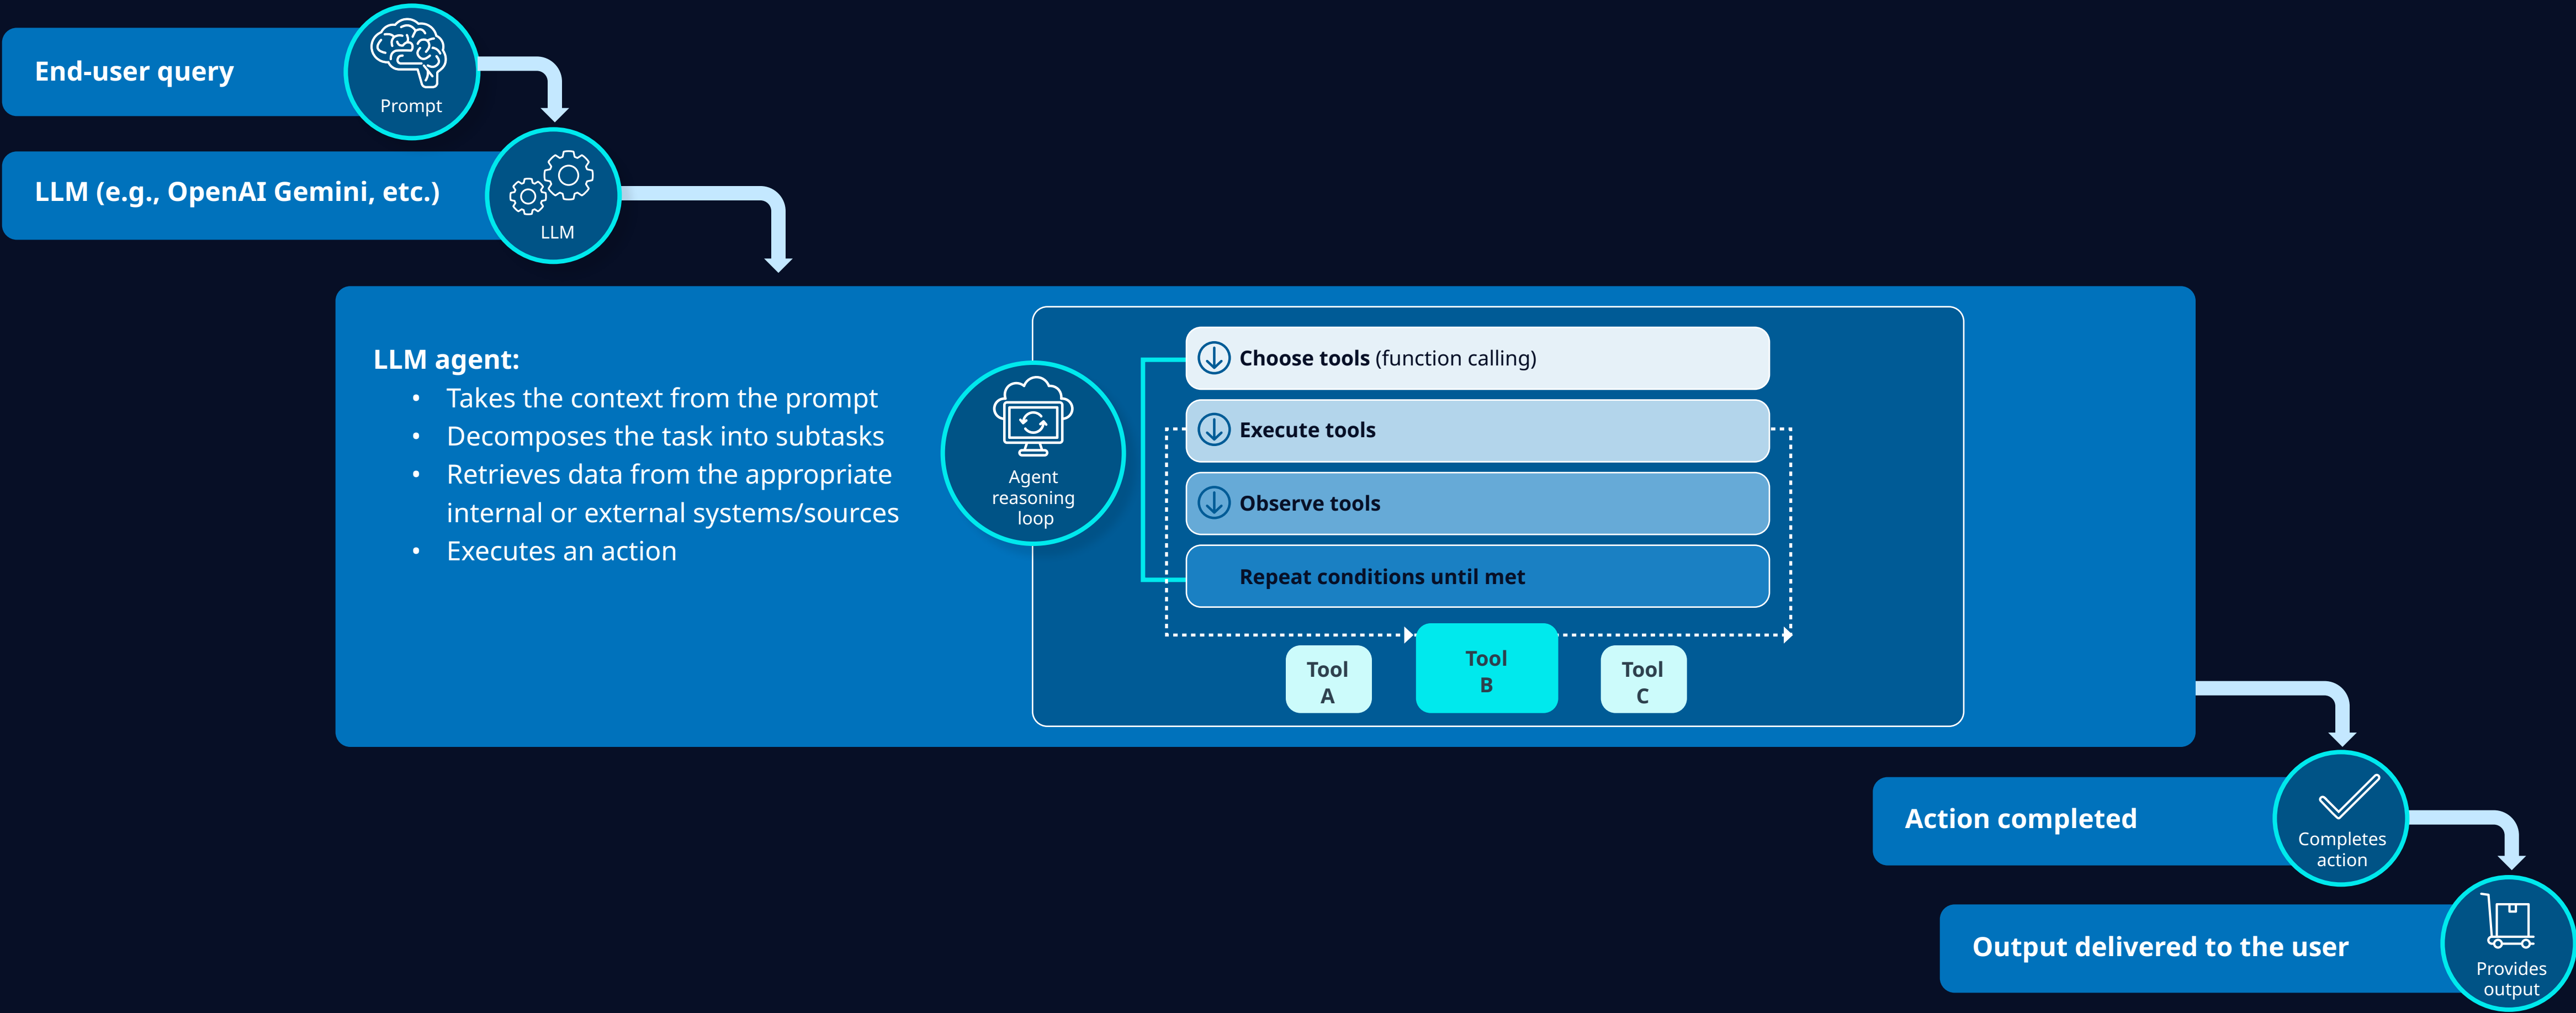 End-user query
Prompt
LLM (e.g., OpenAI Gemini, etc.)
LLM
LLM agent:
• Takes the context from the prompt
• Decomposes the task into subtasks
• Retrieves data from the appropriate
internal or external systems/sources
• Executes an action
Agent
reasoning
loop
Choose tools (function calling)
Execute tools
Observe tools
Repeat conditions until met
Tool
A
Tool
B
Tool
C
Action completed
Completes
action
Output delivered to the user
Provides
output